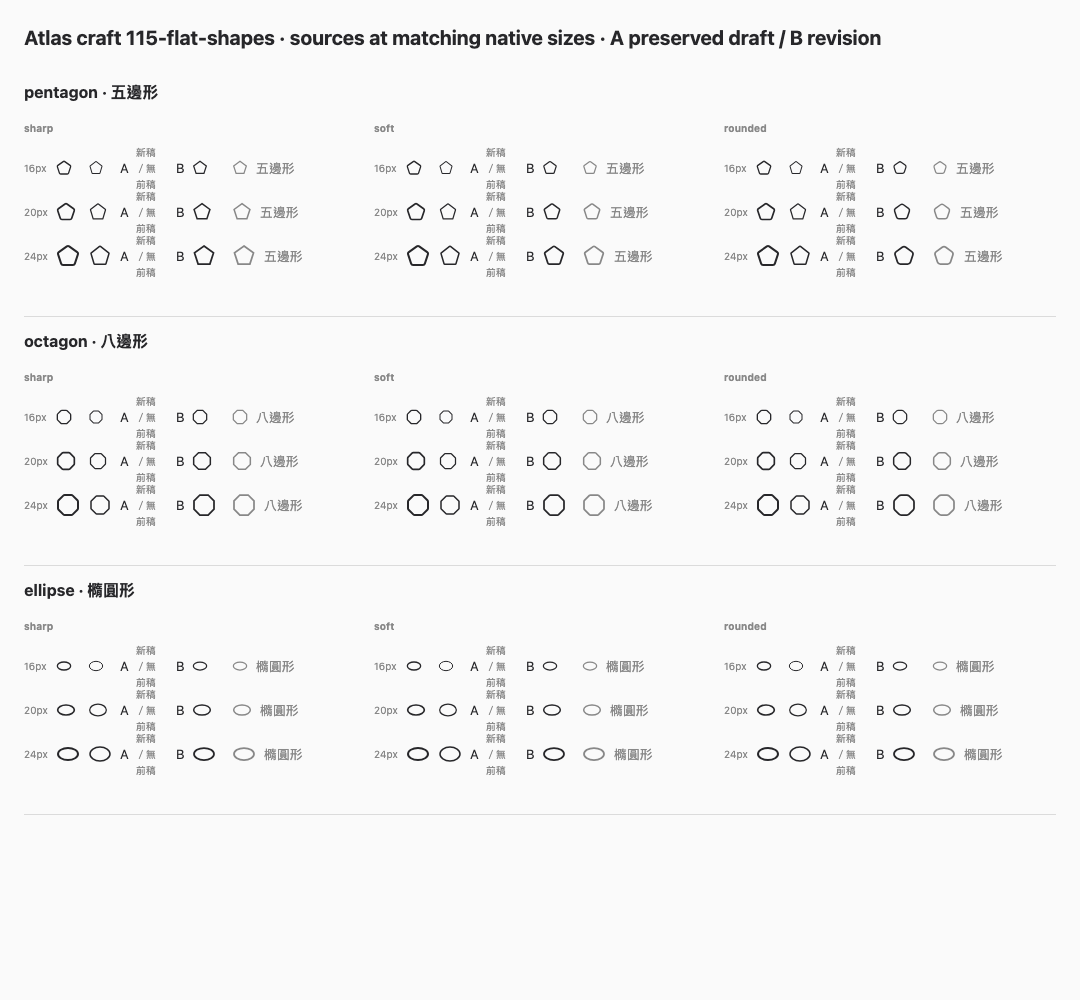 Atlas craft 115-flat-shapes · sources at matching native sizes · A preserved draft / B revision
pentagon · 五邊形
sharp
soft
rounded
16px A 新稿 / 無 前稿 B 五邊形
16px A 新稿 / 無 前稿 B 五邊形
16px A 新稿 / 無 前稿 B 五邊形
20px A 新稿 / 無 前稿 B 五邊形
20px A 新稿 / 無 前稿 B 五邊形
20px A 新稿 / 無 前稿 B 五邊形
24px A 新稿 / 無 前稿 B 五邊形
24px A 新稿 / 無 前稿 B 五邊形
24px A 新稿 / 無 前稿 B 五邊形
octagon · 八邊形
sharp
soft
rounded
16px A 新稿 / 無 前稿 B 八邊形
16px A 新稿 / 無 前稿 B 八邊形
16px A 新稿 / 無 前稿 B 八邊形
20px A 新稿 / 無 前稿 B 八邊形
20px A 新稿 / 無 前稿 B 八邊形
20px A 新稿 / 無 前稿 B 八邊形
24px A 新稿 / 無 前稿 B 八邊形
24px A 新稿 / 無 前稿 B 八邊形
24px A 新稿 / 無 前稿 B 八邊形
ellipse · 橢圓形
sharp
soft
rounded
16px A 新稿 / 無 前稿 B 橢圓形
16px A 新稿 / 無 前稿 B 橢圓形
16px A 新稿 / 無 前稿 B 橢圓形
20px A 新稿 / 無 前稿 B 橢圓形
20px A 新稿 / 無 前稿 B 橢圓形
20px A 新稿 / 無 前稿 B 橢圓形
24px A 新稿 / 無 前稿 B 橢圓形
24px A 新稿 / 無 前稿 B 橢圓形
24px A 新稿 / 無 前稿 B 橢圓形